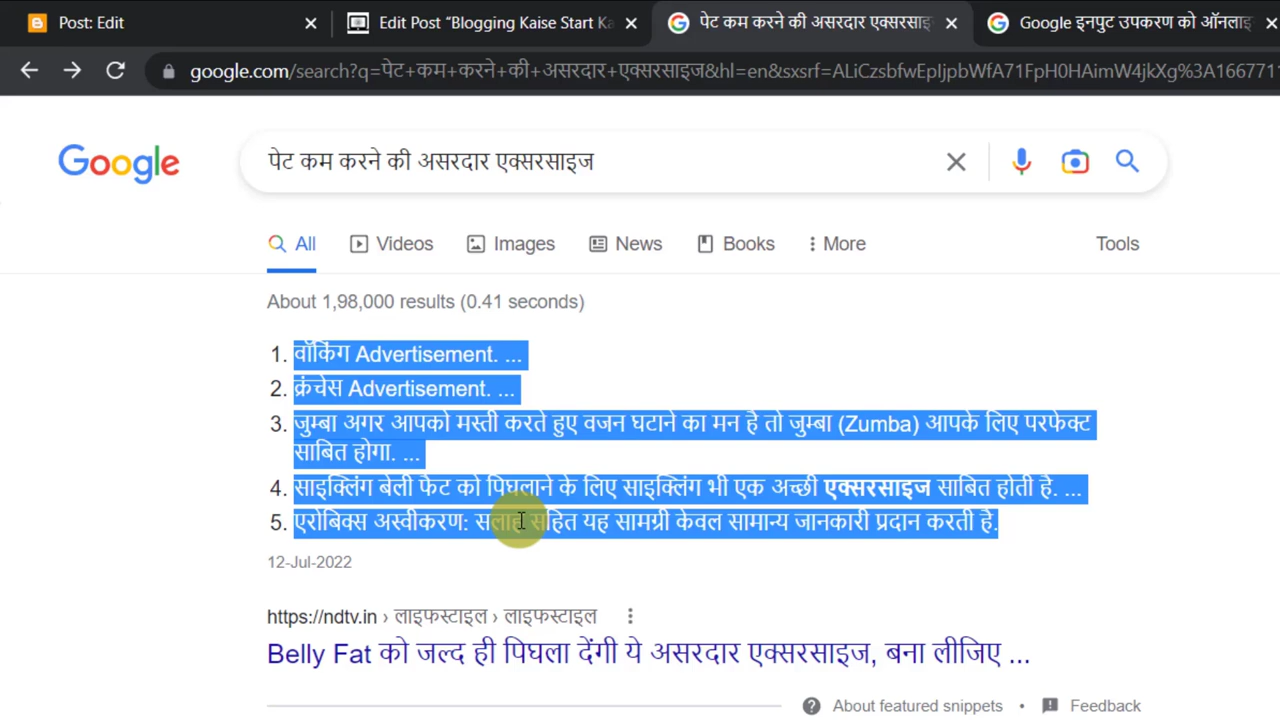 Post: Edit
Edit Post “Blogging Kaise Start Ka
पेट कम करने की असरदार एक्सरसाइ
Google इनपुट उपकरण को ऑनलाइ
google.com/search?q=पेट+कम+करने+की+असरदार+एक्सरसाइज&hl=en&sxsrf=ALiCzsbfwEpIjpbWfA71FpH0HAimW4jkXg%3A1667711
Google
पेट कम करने की असरदार एक्सरसाइज
All
Videos
Images
News
Books
More
Tools
About 1,98,000 results (0.41 seconds)
1. वॉकिंग Advertisement. ...
2. क्रंचेस Advertisement. ...
3. जुम्बा अगर आपको मस्ती करते हुए वजन घटाने का मन है तो जुम्बा (Zumba) आपके लिए परफेक्ट
साबित होगा. ...
4. साइक्लिंग बेली फैट को पिघलाने के लिए साइक्लिंग भी एक अच्छी एक्सरसाइज साबित होती है. ...
5. एरोबिक्स अस्वीकरण: सलाह सहित यह सामग्री केवल सामान्य जानकारी प्रदान करती है.
12-Jul-2022
https://ndtv.in › लाइफस्टाइल › लाइफस्टाइल
Belly Fat को जल्द ही पिघला देंगी ये असरदार एक्सरसाइज, बना लीजिए ...
About featured snippets • Feedback